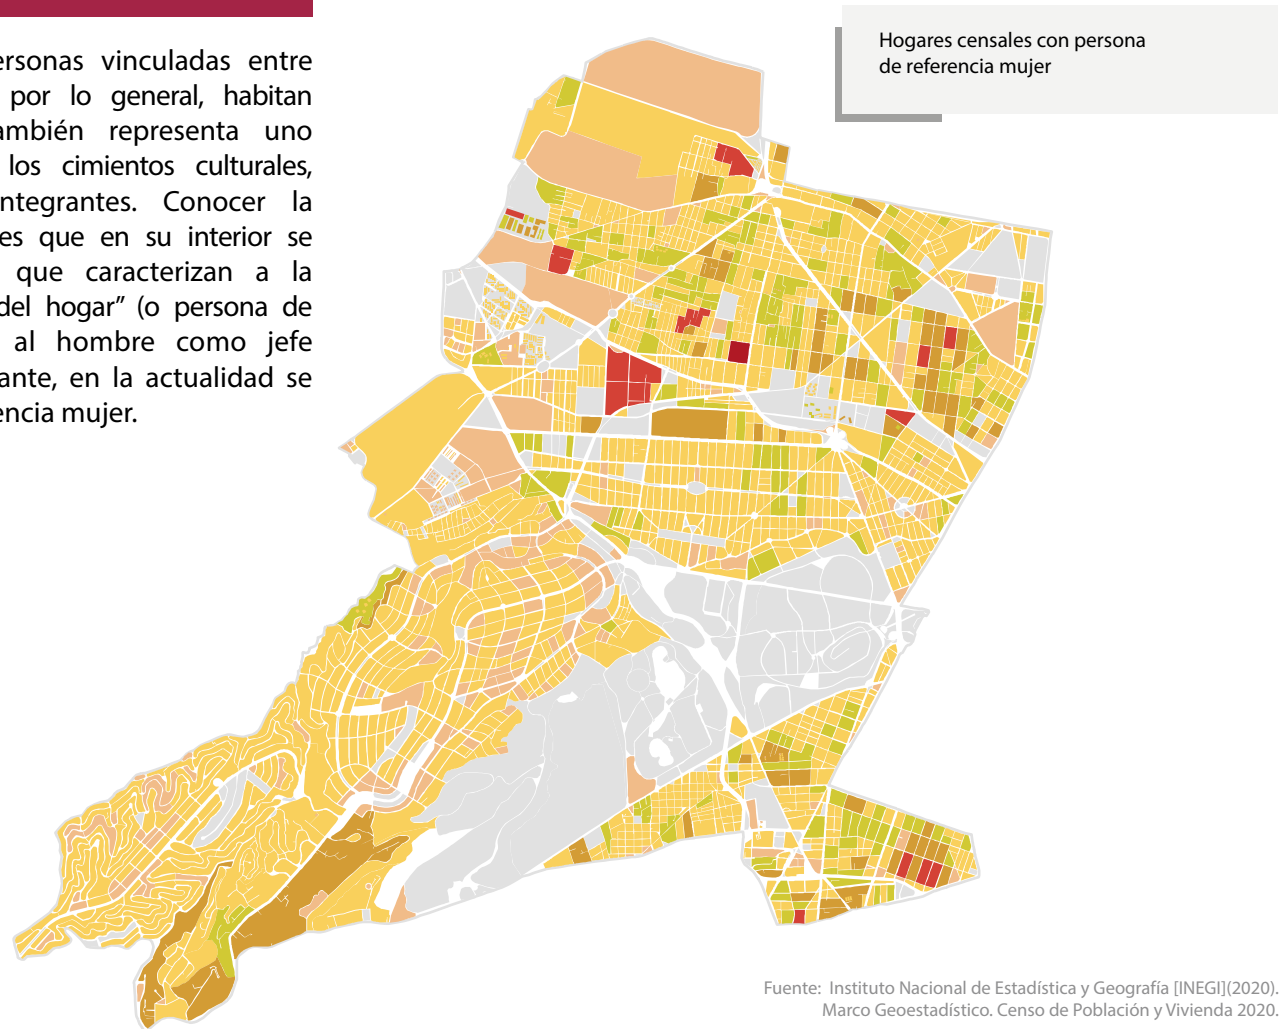 ersonas vinculadas entre
por lo general, habitan
ambién representa uno
los cimientos culturales,
ntegrantes. Conocer la
es que en su interior se
que caracterizan a la
del hogar” (o persona de
al hombre como jefe
ante, en la actualidad se
encia mujer.
Hogares censales con persona
de referencia mujer
Fuente: Instituto Nacional de Estadística y Geografía [INEGI](2020).
Marco Geoestadístico. Censo de Población y Vivienda 2020.